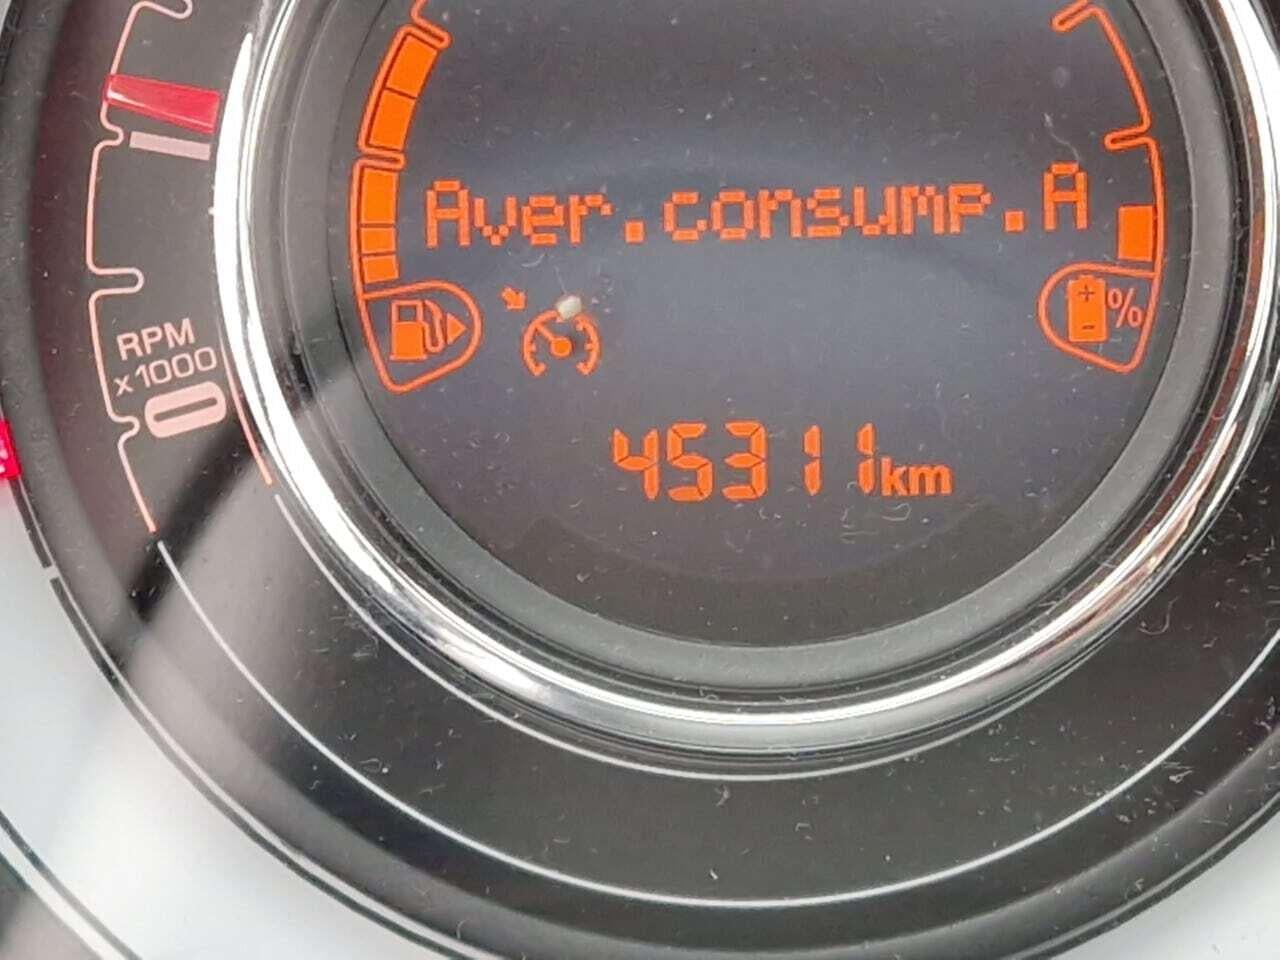 Aver.consump.A
%
RPM
x1000
0
45311km